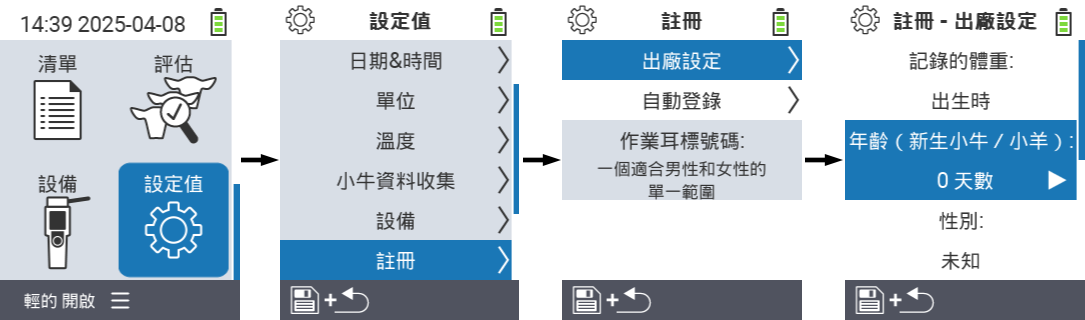 14:39 2025-04-08
清單
評估
設備
設定值
輕的 開啟
設定值
日期&時間
單位
溫度
小牛資料收集
設備
註冊
+
註冊
出廠設定
自動登錄
作業耳標號碼:
一個適合男性和女性的
單一範圍
+
註冊 - 出廠設定
記錄的體重:
出生時
年齡（新生小牛 / 小羊）:
0 天數
性別:
未知
+